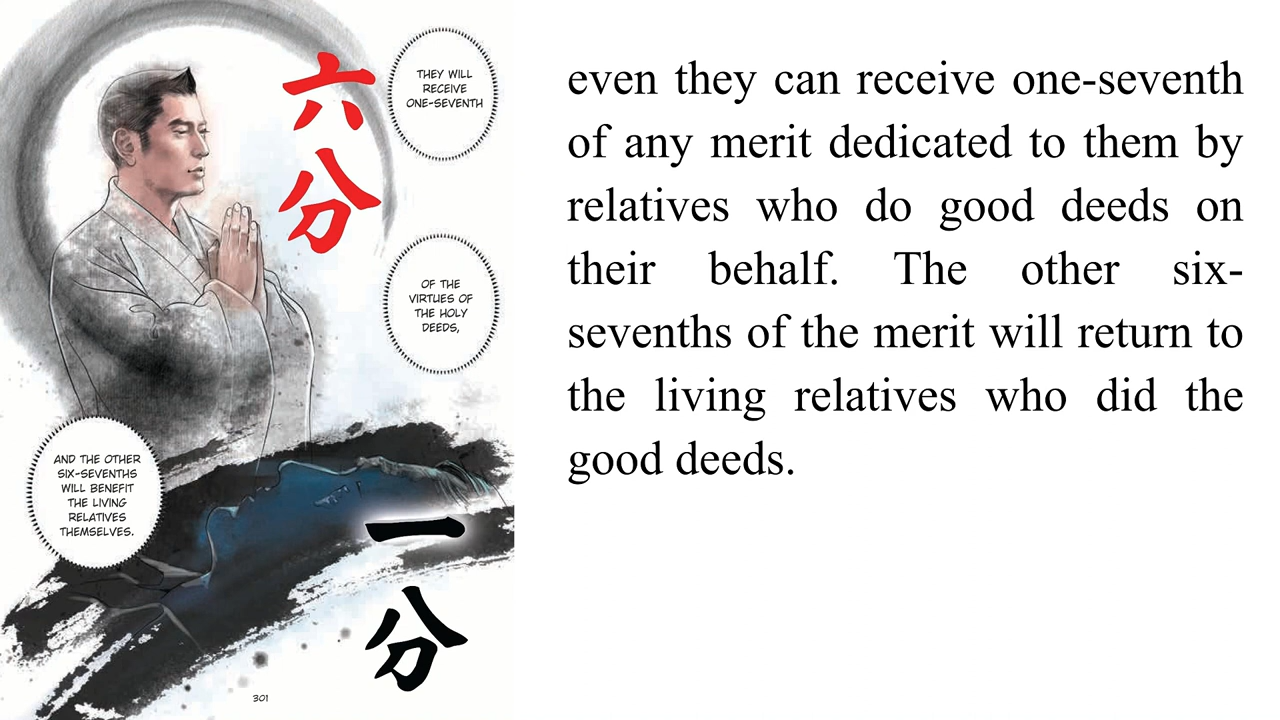 六分
THEY WILL
RECEIVE
ONE-SEVENTH
OF THE
VIRTUES OF
THE HOLY
DEEDS,
AND THE OTHER
SIX-SEVENTHS
WILL BENEFIT
THE LIVING
RELATIVES
THEMSELVES.
一分
301
even they can receive one-seventh
of any merit dedicated to them by
relatives who do good deeds on
their behalf. The other six-
sevenths of the merit will return to
the living relatives who did the
good deeds.